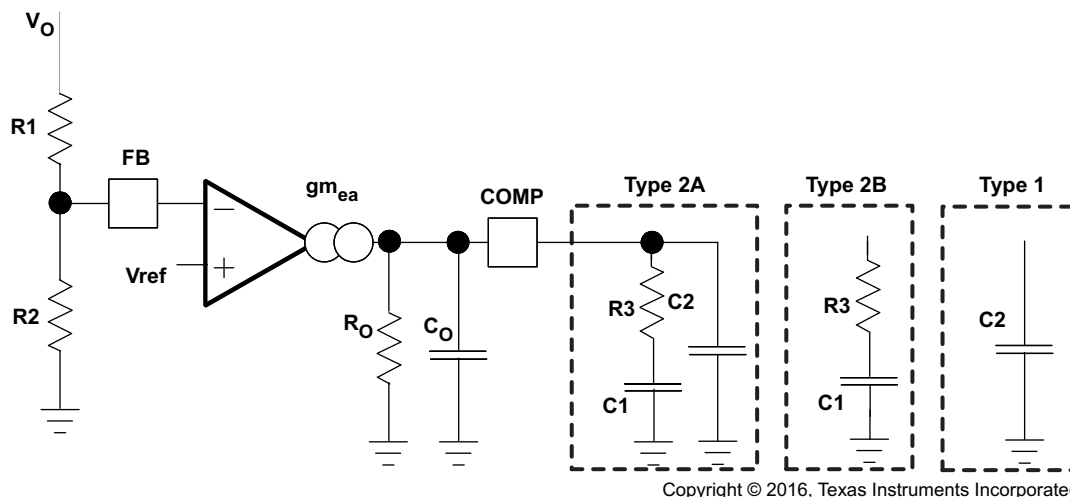 VO
R1
FB
gmea
COMP
Type 2A
Type 2B
Type 1
Vref
R2
RO
CO
R3
C2
C1
R3
C1
C2
Copyright © 2016, Texas Instruments Incorporated